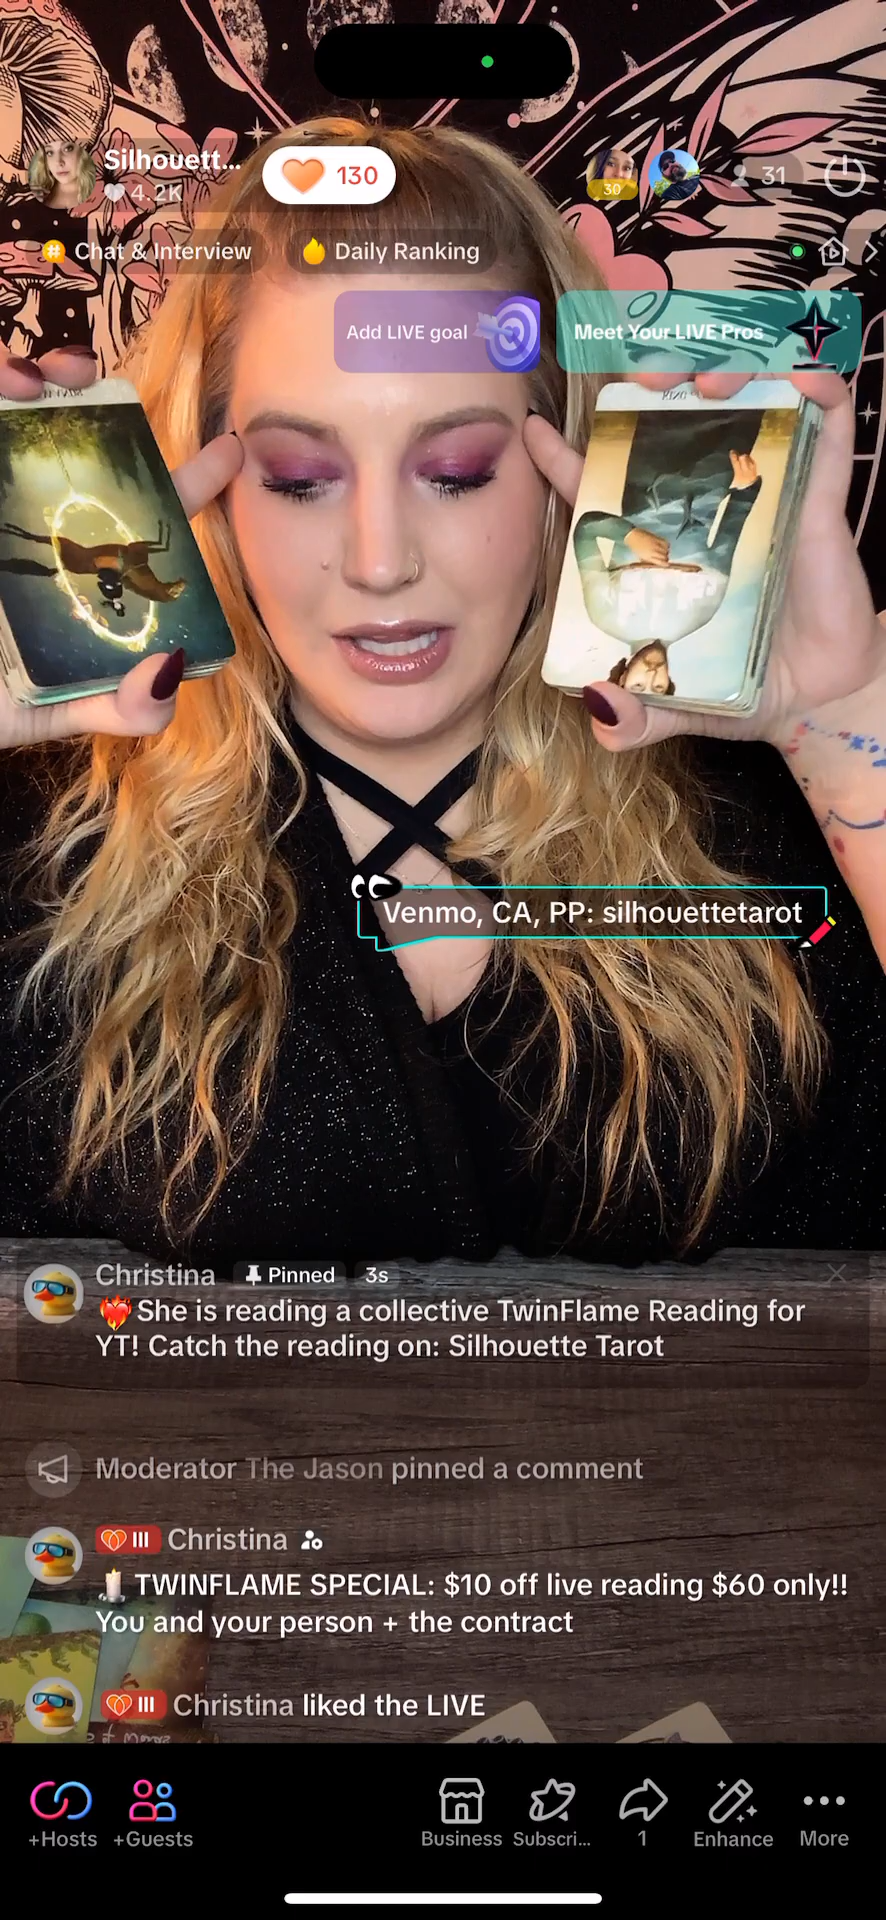 Silhouett...
4.2K
130
30
31
Chat & Interview
Daily Ranking
Add LIVE goal
Meet Your LIVE Pros
Venmo, CA, PP: silhouettetarot
Christina Pinned 3s
She is reading a collective TwinFlame Reading for
YT! Catch the reading on: Silhouette Tarot
Moderator The Jason pinned a comment
III Christina
TWINFLAME SPECIAL: $10 off live reading $60 only!!
You and your person + the contract
III Christina liked the LIVE
+Hosts
+Guests
Business
Subscri...
1
Enhance
More